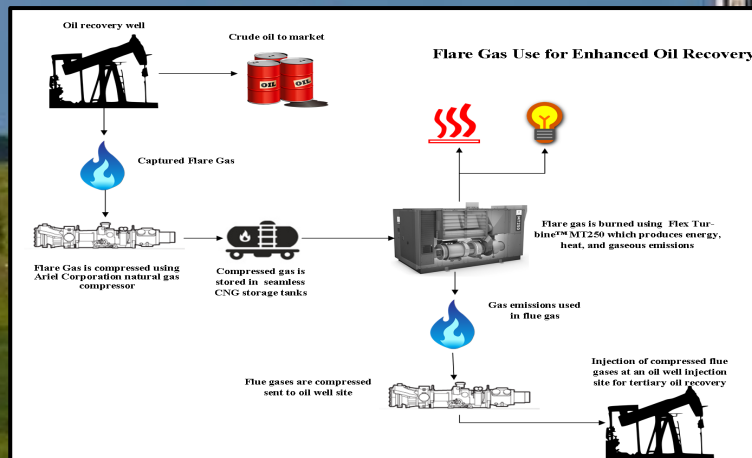 Oil recovery well
Crude oil to market
Flare Gas Use for Enhanced Oil Recovery
OIL
OIL
Captured Flare Gas
Flare Gas is compressed using
Ariel Corporation natural gas
compressor
Compressed gas is
stored in seamless
CNG storage tanks
Flare gas is burned using Flex Tur-
bine™ MT250 which produces energy,
heat, and gaseous emissions
Gas emissions used
in flue gas
Flue gases are compressed
sent to oil well site
Injection of compressed flue
gases at an oil well injection
site for tertiary oil recovery